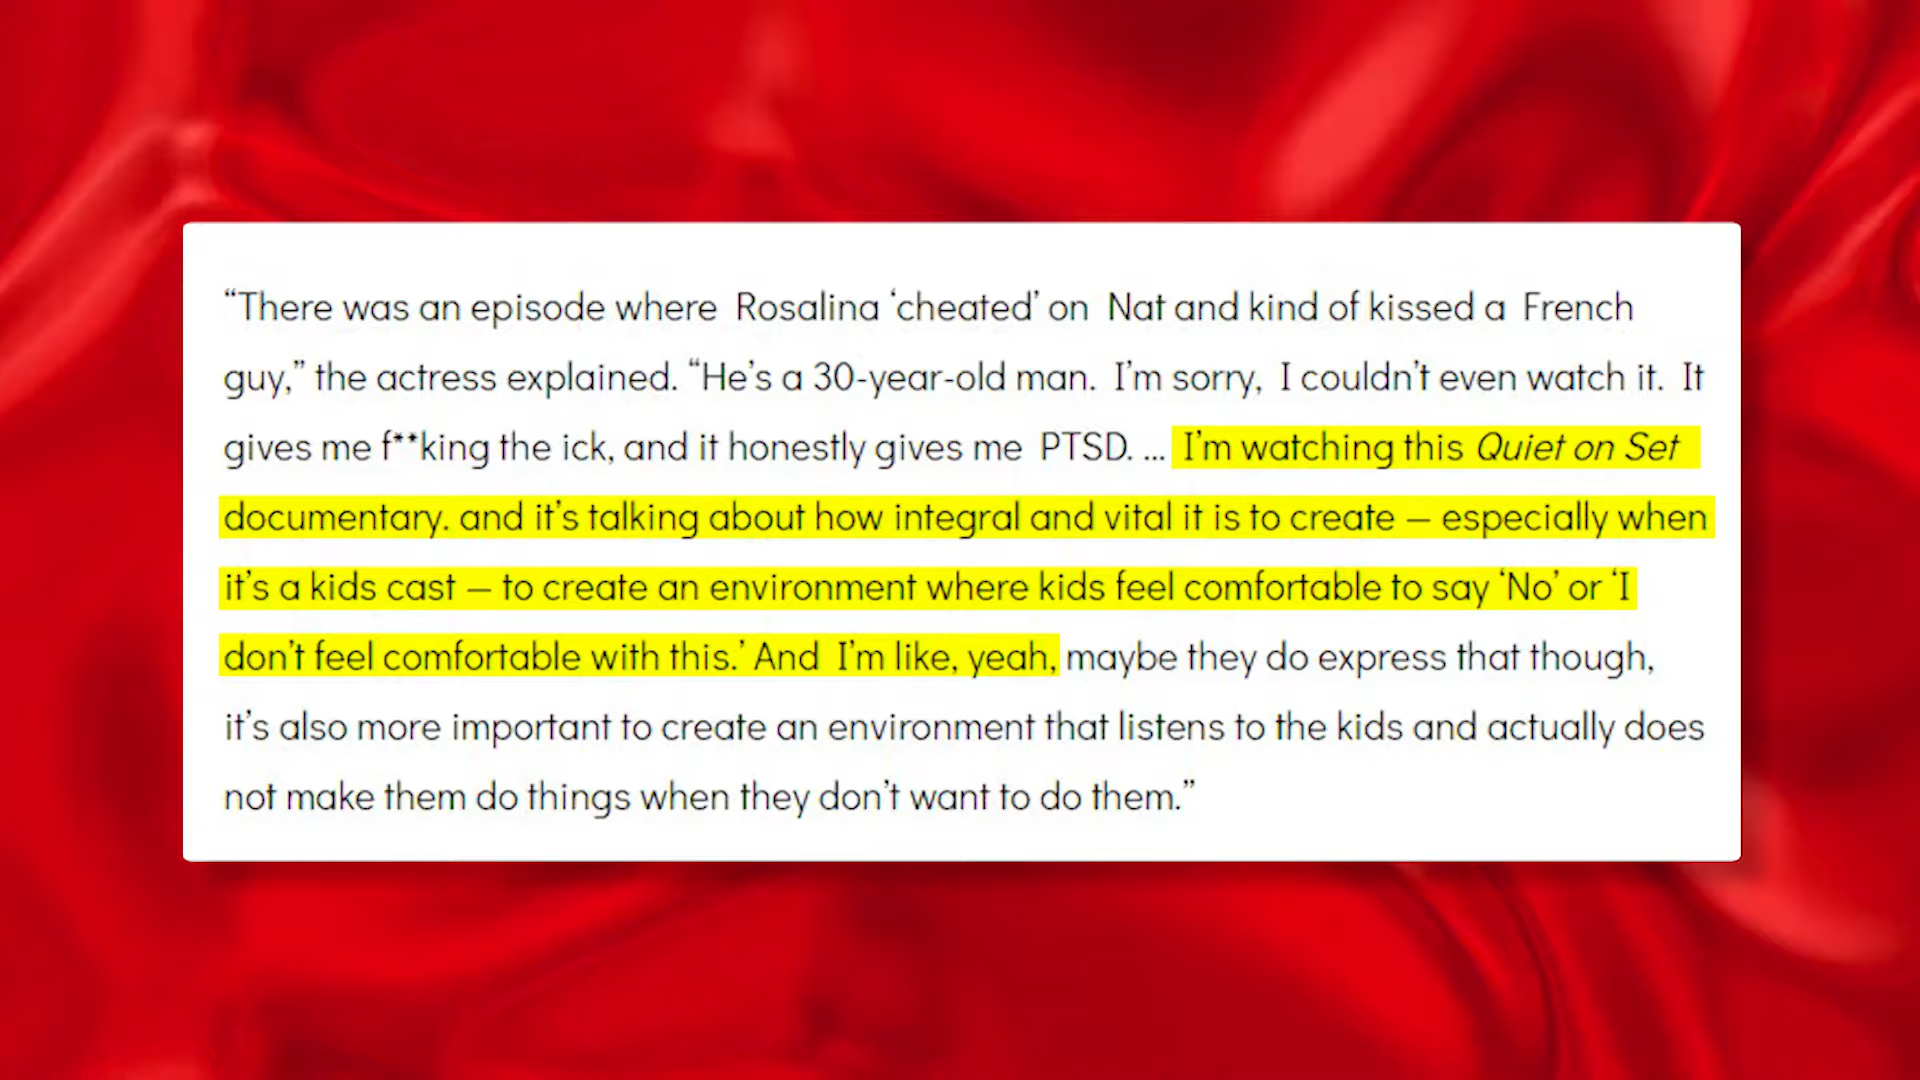 “There was an episode where Rosalina ‘cheated’ on Nat and kind of kissed a French
guy,” the actress explained. “He’s a 30-year-old man. I’m sorry, I couldn’t even watch it. It
gives me f**king the ick, and it honestly gives me PTSD. ... I’m watching this Quiet on Set
documentary. and it’s talking about how integral and vital it is to create – especially when
it’s a kids cast – to create an environment where kids feel comfortable to say ‘No’ or ‘I
don’t feel comfortable with this.’ And I’m like, yeah, maybe they do express that though,
it’s also more important to create an environment that listens to the kids and actually does
not make them do things when they don’t want to do them.”